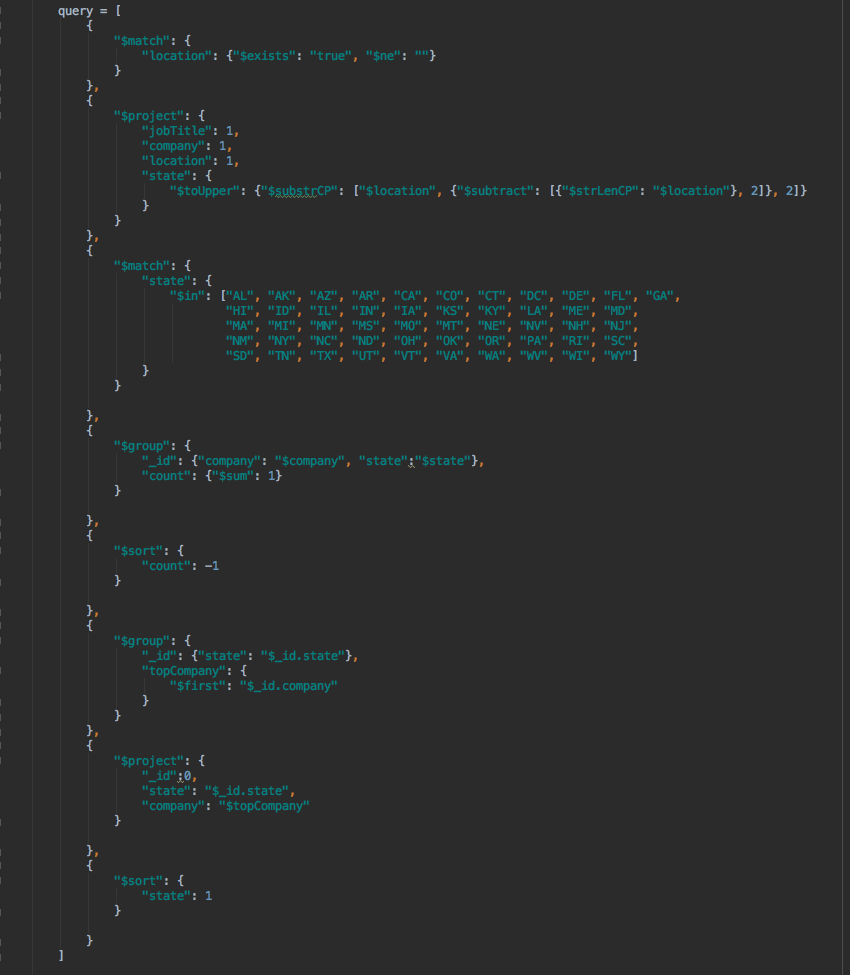 query = [
    {
        "$match": {
            "location": {"$exists": "true", "$ne": ""}
        }
    },
    {
        "$project": {
            "jobTitle": 1,
            "company": 1,
            "location": 1,
            "state": {
                "$toUpper": {"$substrCP": ["$location", {"$subtract": [{"$strLenCP": "$location"}, 2]}, 2]}
            }
        }
    },
    {
        "$match": {
            "state": {
                "$in": ["AL", "AK", "AZ", "AR", "CA", "CO", "CT", "DC", "DE", "FL", "GA",
                        "HI", "ID", "IL", "IN", "IA", "KS", "KY", "LA", "ME", "MD",
                        "MA", "MI", "MN", "MS", "MO", "MT", "NE", "NV", "NH", "NJ",
                        "NM", "NY", "NC", "ND", "OH", "OK", "OR", "PA", "RI", "SC",
                        "SD", "TN", "TX", "UT", "VT", "VA", "WA", "WV", "WI", "WY"]
            }
        }

    },
    {
        "$group": {
            "_id": {"company": "$company", "state":"$state"},
            "count": {"$sum": 1}
        }

    },
    {
        "$sort": {
            "count": -1
        }

    },
    {
        "$group": {
            "_id": {"state": "$_id.state"},
            "topCompany": {
                "$first": "$_id.company"
            }
        }
    },
    {
        "$project": {
            "_id":0,
            "state": "$_id.state",
            "company": "$topCompany"
        }

    },
    {
        "$sort": {
            "state": 1
        }

    }
]